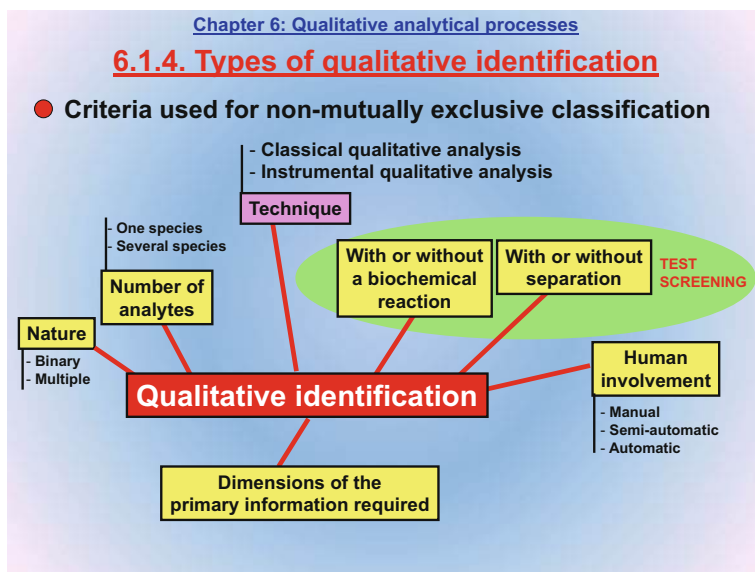 Chapter 6: Qualitative analytical processes
6.1.4. Types of qualitative identification
Criteria used for non-mutually exclusive classification
- Classical qualitative analysis
- Instrumental qualitative analysis
Technique
- One species
- Several species
Number of
analytes
With or without
a biochemical
reaction
With or without
separation
TEST
SCREENING
Nature
- Binary
- Multiple
Human
involvement
- Manual
- Semi-automatic
- Automatic
Qualitative identification
Dimensions of the
primary information required